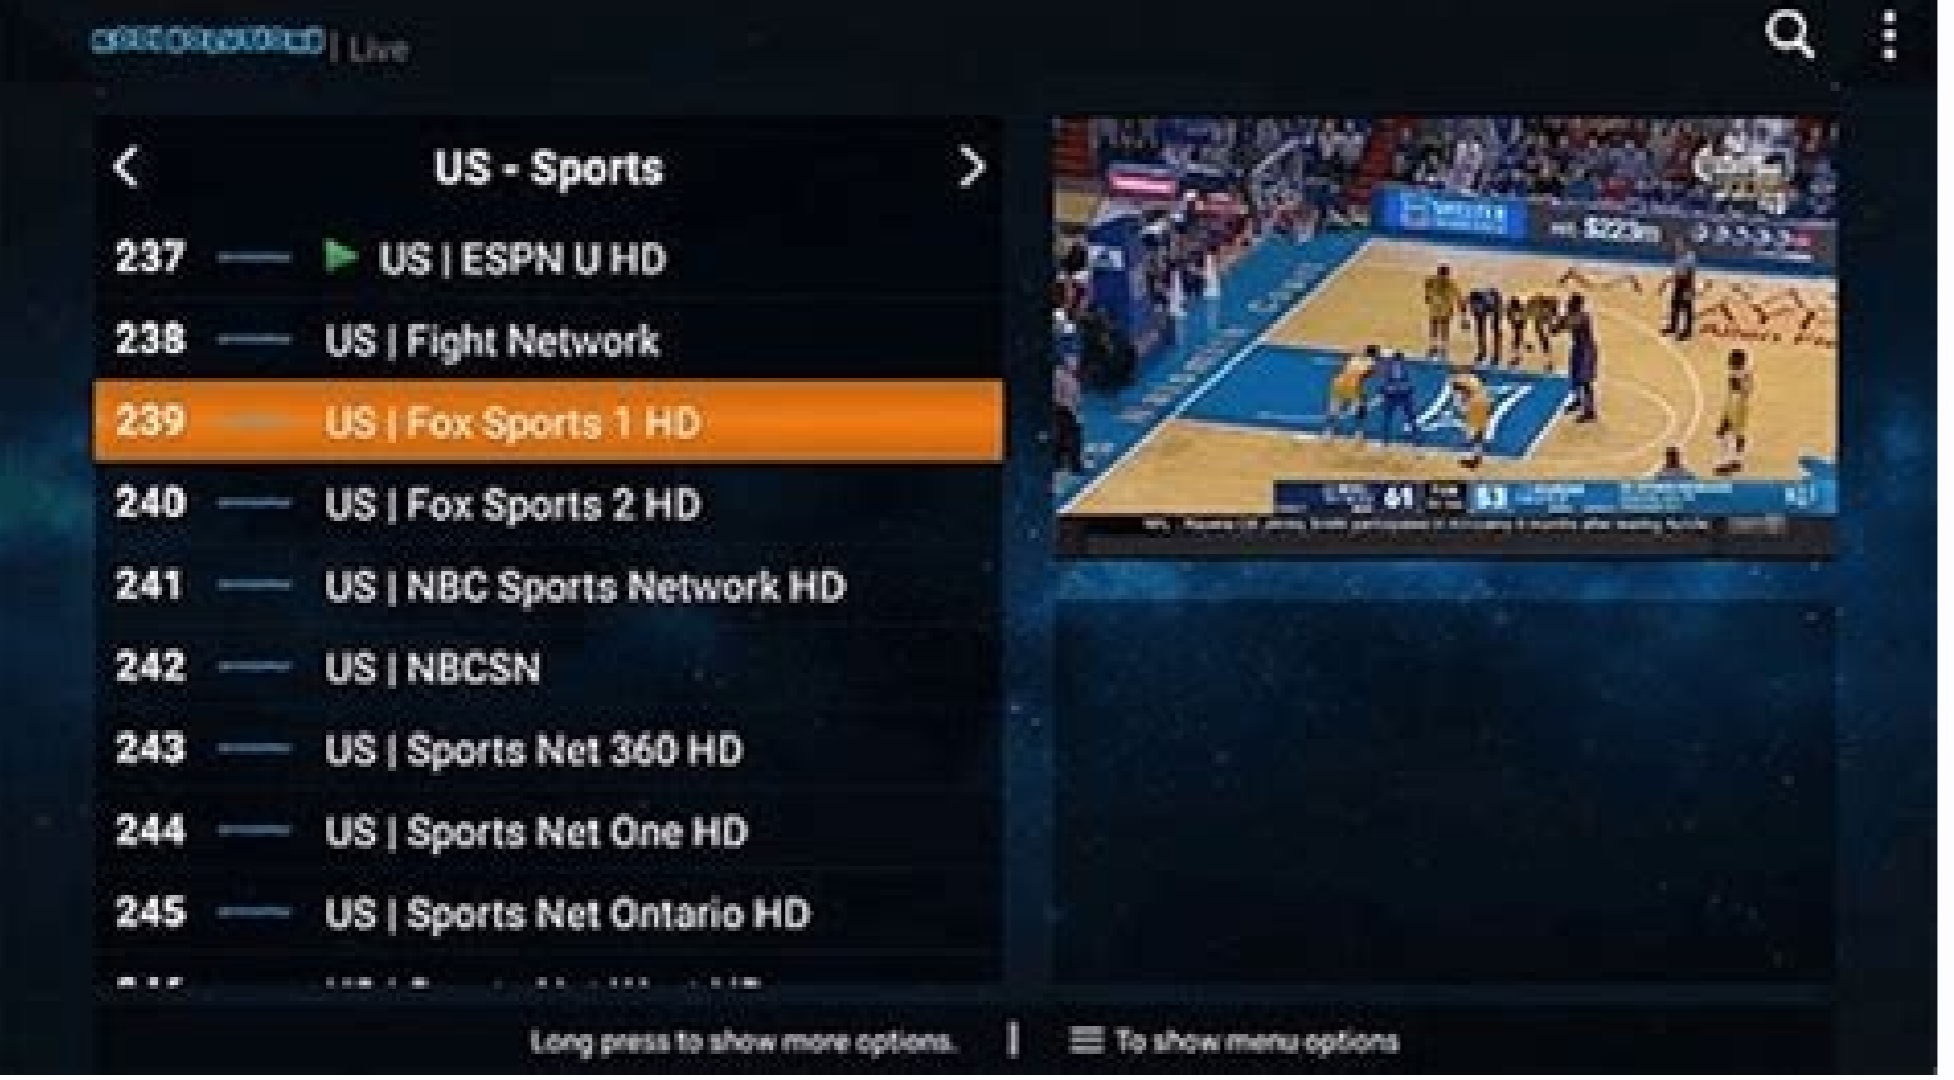 | Live
US - Sports
237 US | ESPN U HD
238 US | Fight Network
239 US | Fox Sports 1 HD
240 US | Fox Sports 2 HD
241 US | NBC Sports Network HD
242 US | NBCSN
243 US | Sports Net 360 HD
244 US | Sports Net One HD
245 US | Sports Net Ontario HD
$223m
61 53
Long press to show more options. | To show menu options